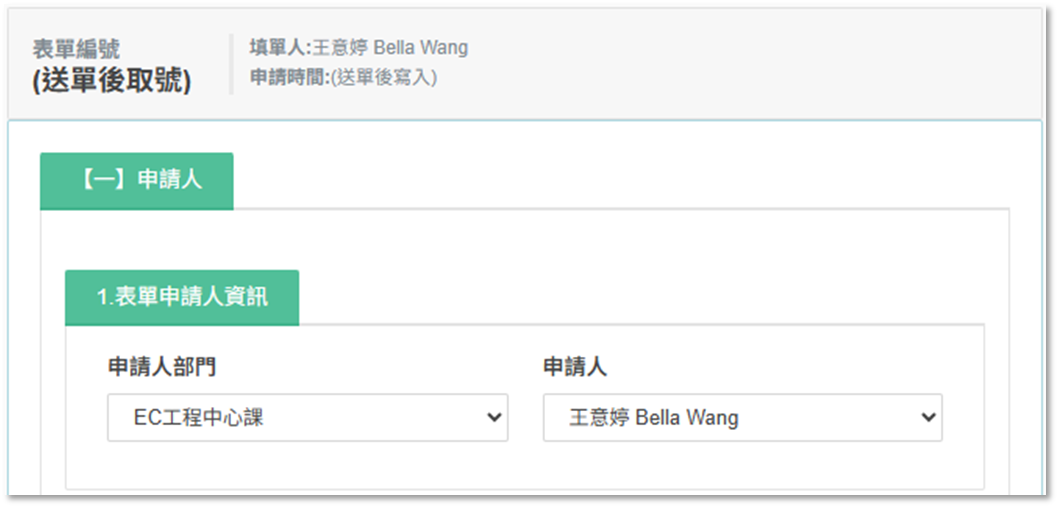 表單編號
(送單後取號)
填單人:王意婷 Bella Wang
申請時間:(送單後寫入)
【一】申請人
1.表單申請人資訊
申請人部門
申請人
EC工程中心課
王意婷 Bella Wang